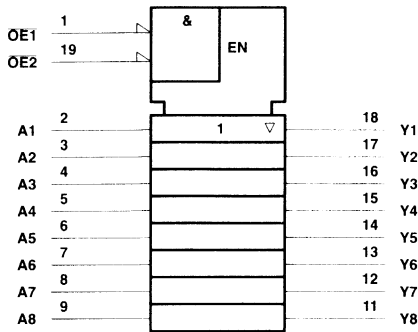 OE1 1 &
OE2 19 EN
A1 2 1 ▽ 18 Y1
A2 3 17 Y2
A3 4 16 Y3
A4 5 15 Y4
A5 6 14 Y5
A6 7 13 Y6
A7 8 12 Y7
A8 9 11 Y8